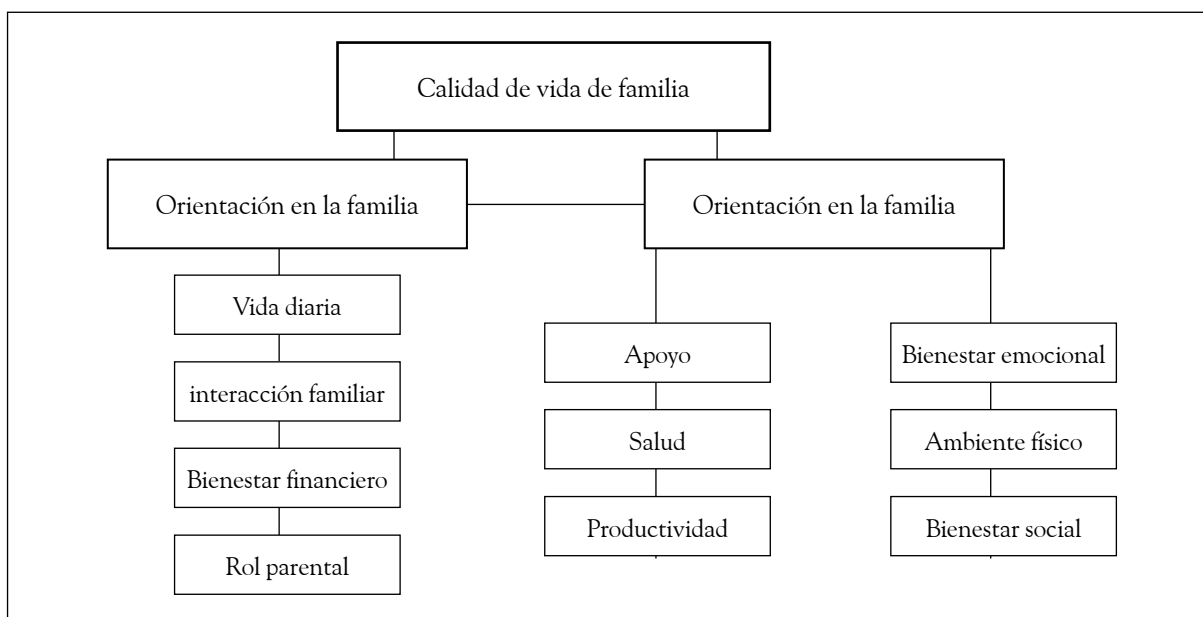 Calidad de vida de familia
Orientación en la familia
Orientación en la familia
Vida diaria
interacción familiar
Bienestar financiero
Rol parental
Apoyo
Salud
Productividad
Bienestar emocional
Ambiente físico
Bienestar social